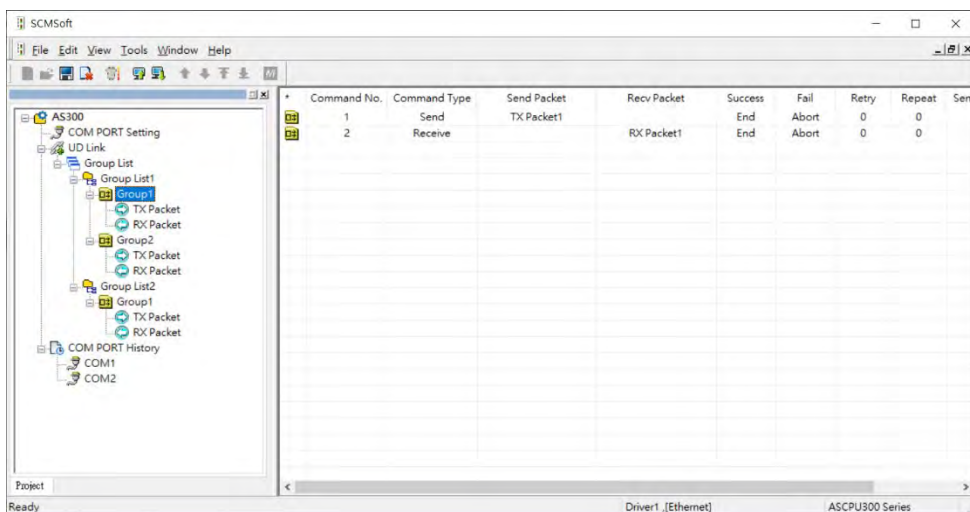 SCMSoft
File Edit View Tools Window Help
AS300
COM PORT Setting
UD Link
Group List
Group List1
Group1
TX Packet
RX Packet
Group2
TX Packet
RX Packet
Group List2
Group1
TX Packet
RX Packet
COM PORT History
COM1
COM2
Project
* Command No. Command Type Send Packet Recv Packet Success Fail Retry Repeat Sen
1 Send TX Packet1 End Abort 0 0
2 Receive RX Packet1 End Abort 0 0
Ready Driver1 ,[Ethernet] ASCPU300 Series